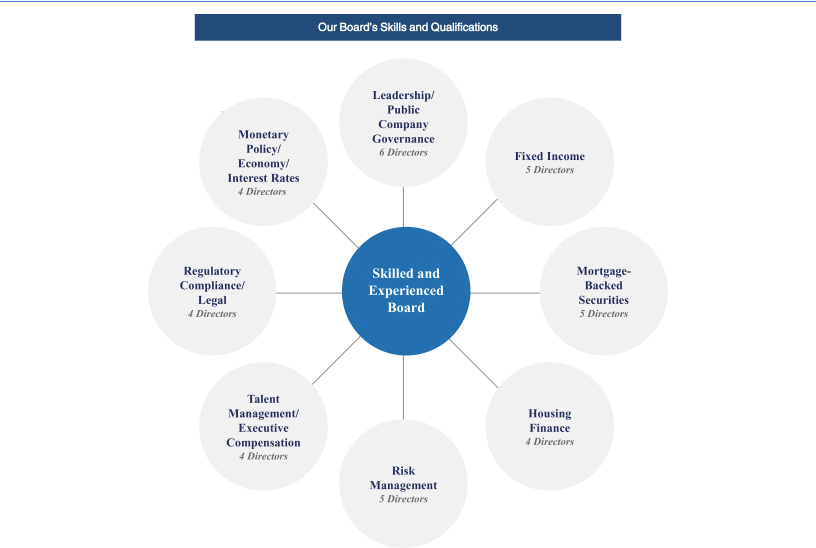 Our Board's Skills and Qualifications
Leadership/
Public
Company
Governance
6 Directors
Fixed Income
5 Directors
Mortgage-
Backed
Securities
5 Directors
Housing
Finance
4 Directors
Risk
Management
5 Directors
Talent
Management/
Executive
Compensation
4 Directors
Regulatory
Compliance/
Legal
4 Directors
Monetary
Policy/
Economy/
Interest Rates
4 Directors
Skilled and
Experienced
Board